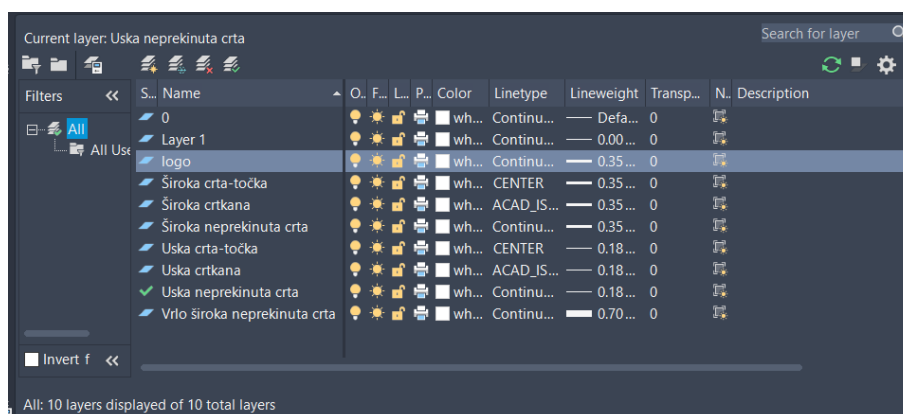 Current layer: Uska neprekinuta crta
Search for layer
Filters
S... Name O.. F... L... P... Color Linetype Lineweight Transp... N.. Description
All
All Use
0 wh... Continu... Defa... 0
Layer 1 wh... Continu... 0.00 ... 0
logo wh... Continu... 0.35 ... 0
Široka crta-točka wh... CENTER 0.35 ... 0
Široka crtkana wh... ACAD_IS... 0.35 ... 0
Široka neprekinuta crta wh... Continu... 0.35 ... 0
Uska crta-točka wh... CENTER 0.18 ... 0
Uska crtkana wh... ACAD_IS... 0.18 ... 0
Uska neprekinuta crta wh... Continu... 0.18 ... 0
Vrlo široka neprekinuta crta wh... Continu... 0.70 ... 0
Invert f
All: 10 layers displayed of 10 total layers